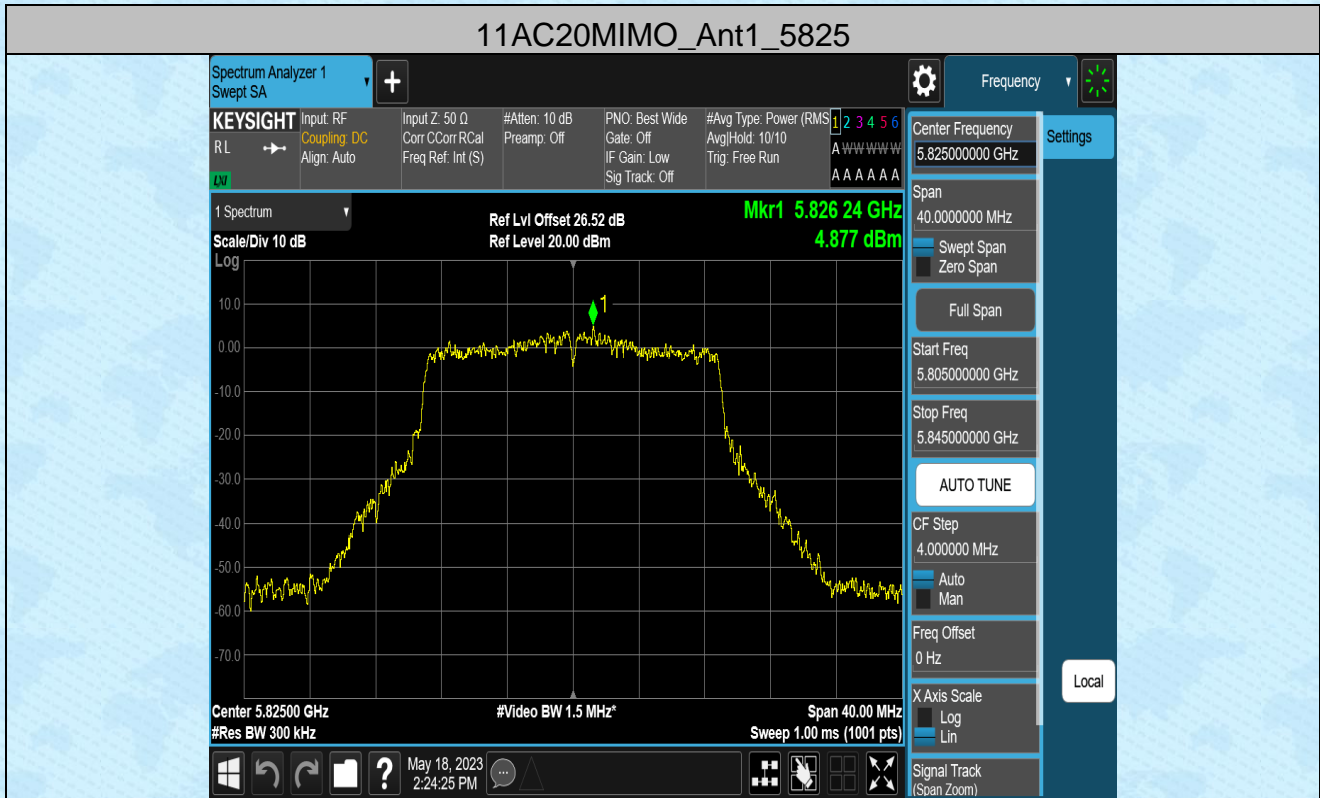 11AC20MIMO_Ant1_5825
Spectrum Analyzer 1
Swept SA
Frequency
KEYSIGHT
R L
LXI
Input: RF
Coupling: DC
Align: Auto
Input Z: 50 Ω
Corr CCorr RCal
Freq Ref: Int (S)
#Atten: 10 dB
Preamp: Off
PNO: Best Wide
Gate: Off
IF Gain: Low
Sig Track: Off
#Avg Type: Power (RMS
Avg|Hold: 10/10
Trig: Free Run
1 2 3 4 5 6
A W W W W W
A A A A A A
1 Spectrum
Scale/Div 10 dB
Log
Ref Lvl Offset 26.52 dB
Ref Level 20.00 dBm
Mkr1 5.826 24 GHz
4.877 dBm
1
10.0
0.00
-10.0
-20.0
-30.0
-40.0
-50.0
-60.0
-70.0
Center 5.82500 GHz
#Res BW 300 kHz
#Video BW 1.5 MHz*
Span 40.00 MHz
Sweep 1.00 ms (1001 pts)
?
May 18, 2023
2:24:25 PM
Center Frequency
5.825000000 GHz
Span
40.0000000 MHz
Swept Span
Zero Span
Full Span
Start Freq
5.805000000 GHz
Stop Freq
5.845000000 GHz
AUTO TUNE
CF Step
4.000000 MHz
Auto
Man
Freq Offset
0 Hz
X Axis Scale
Log
Lin
Signal Track
(Span Zoom)
Settings
Local